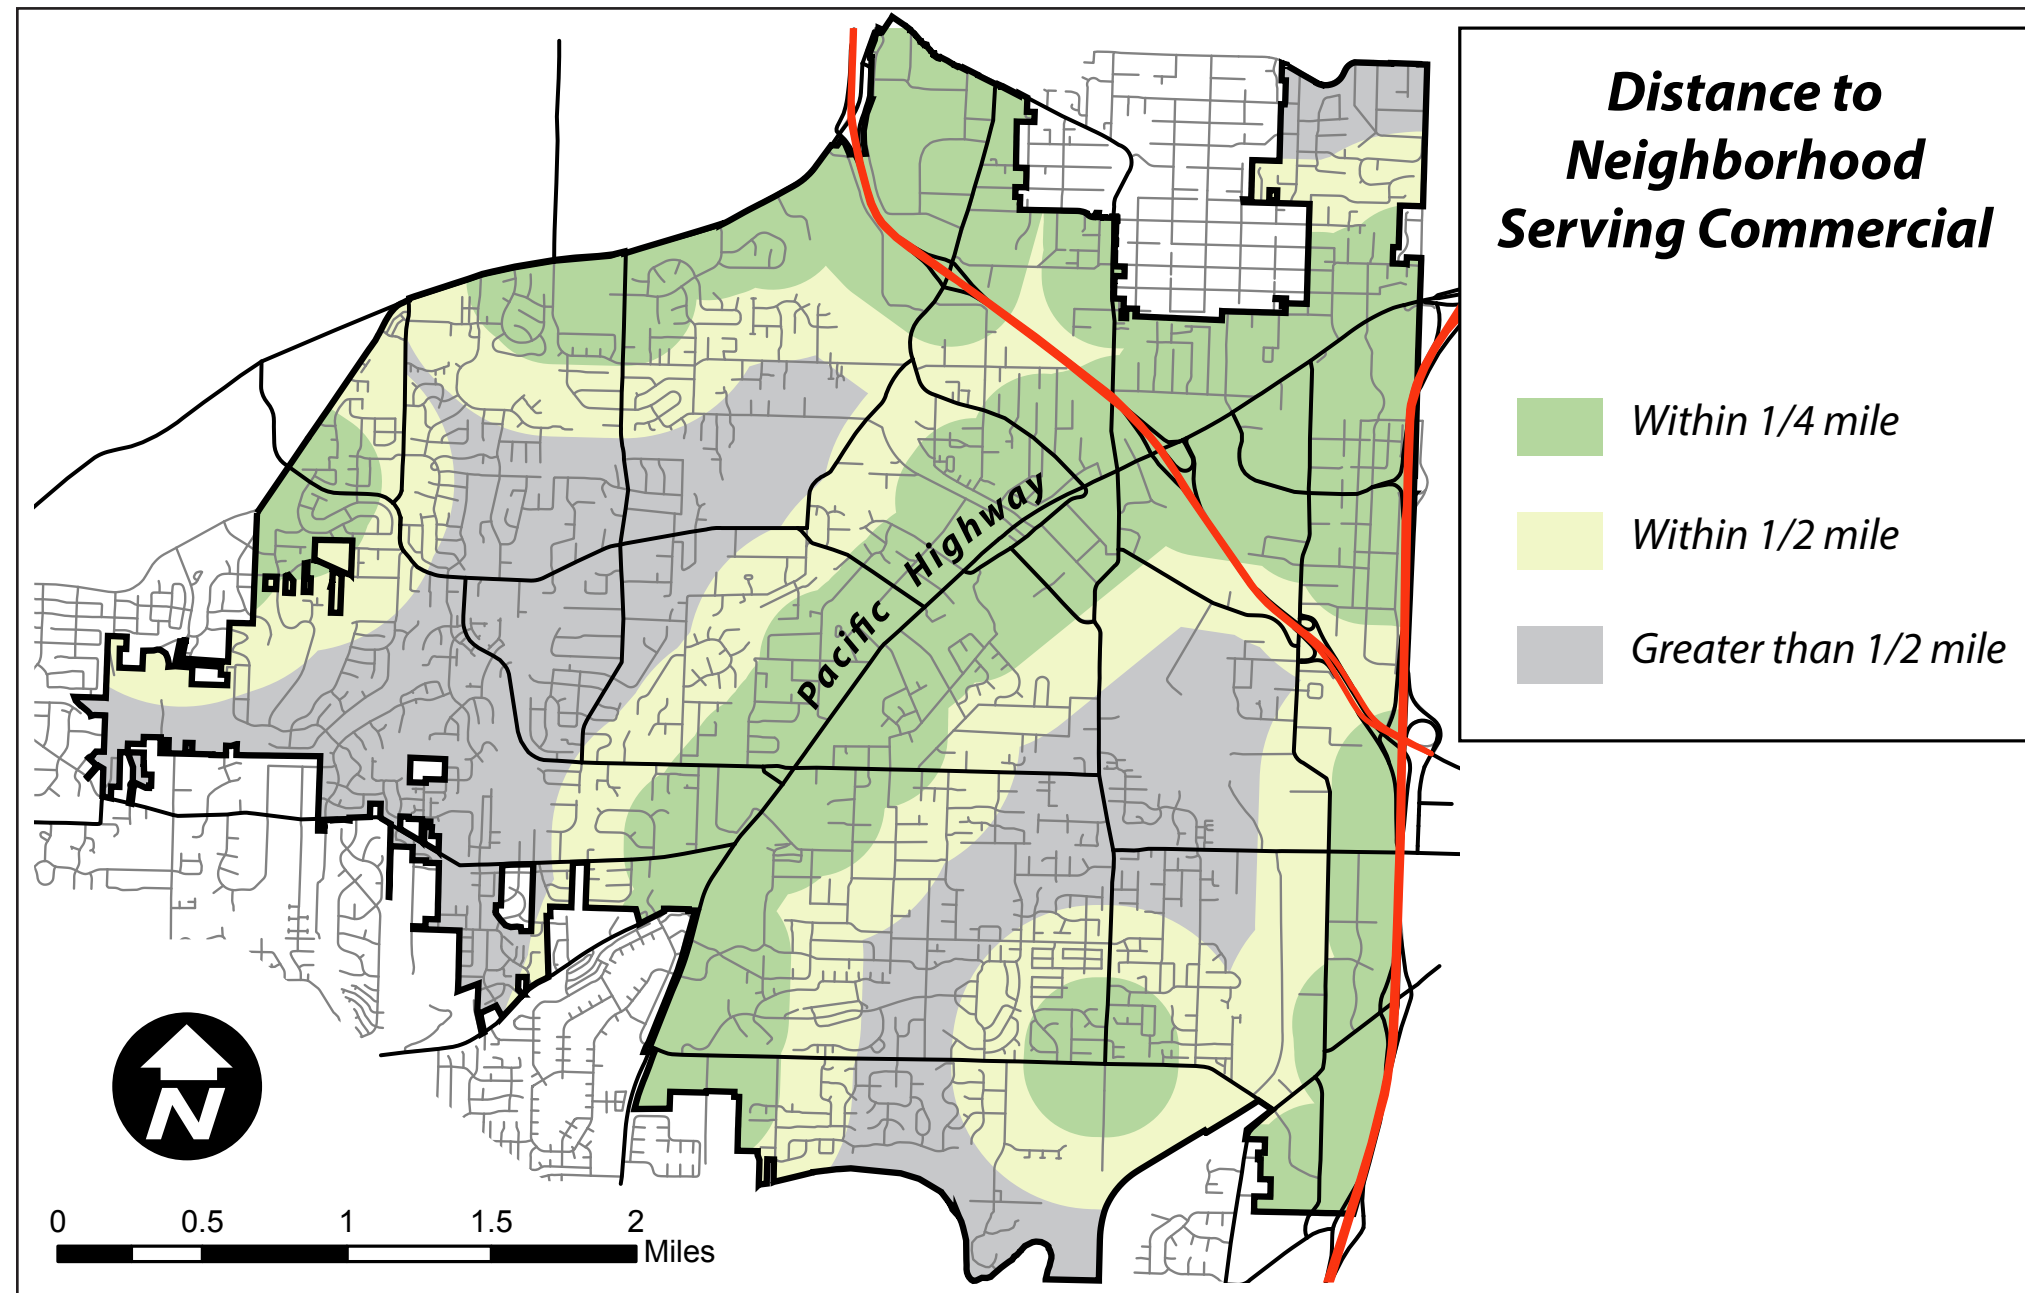 Distance to
Neighborhood
Serving Commercial
Within 1/4 mile
Within 1/2 mile
Greater than 1/2 mile
Pacific Highway
N
0 0.5 1 1.5 2
Miles